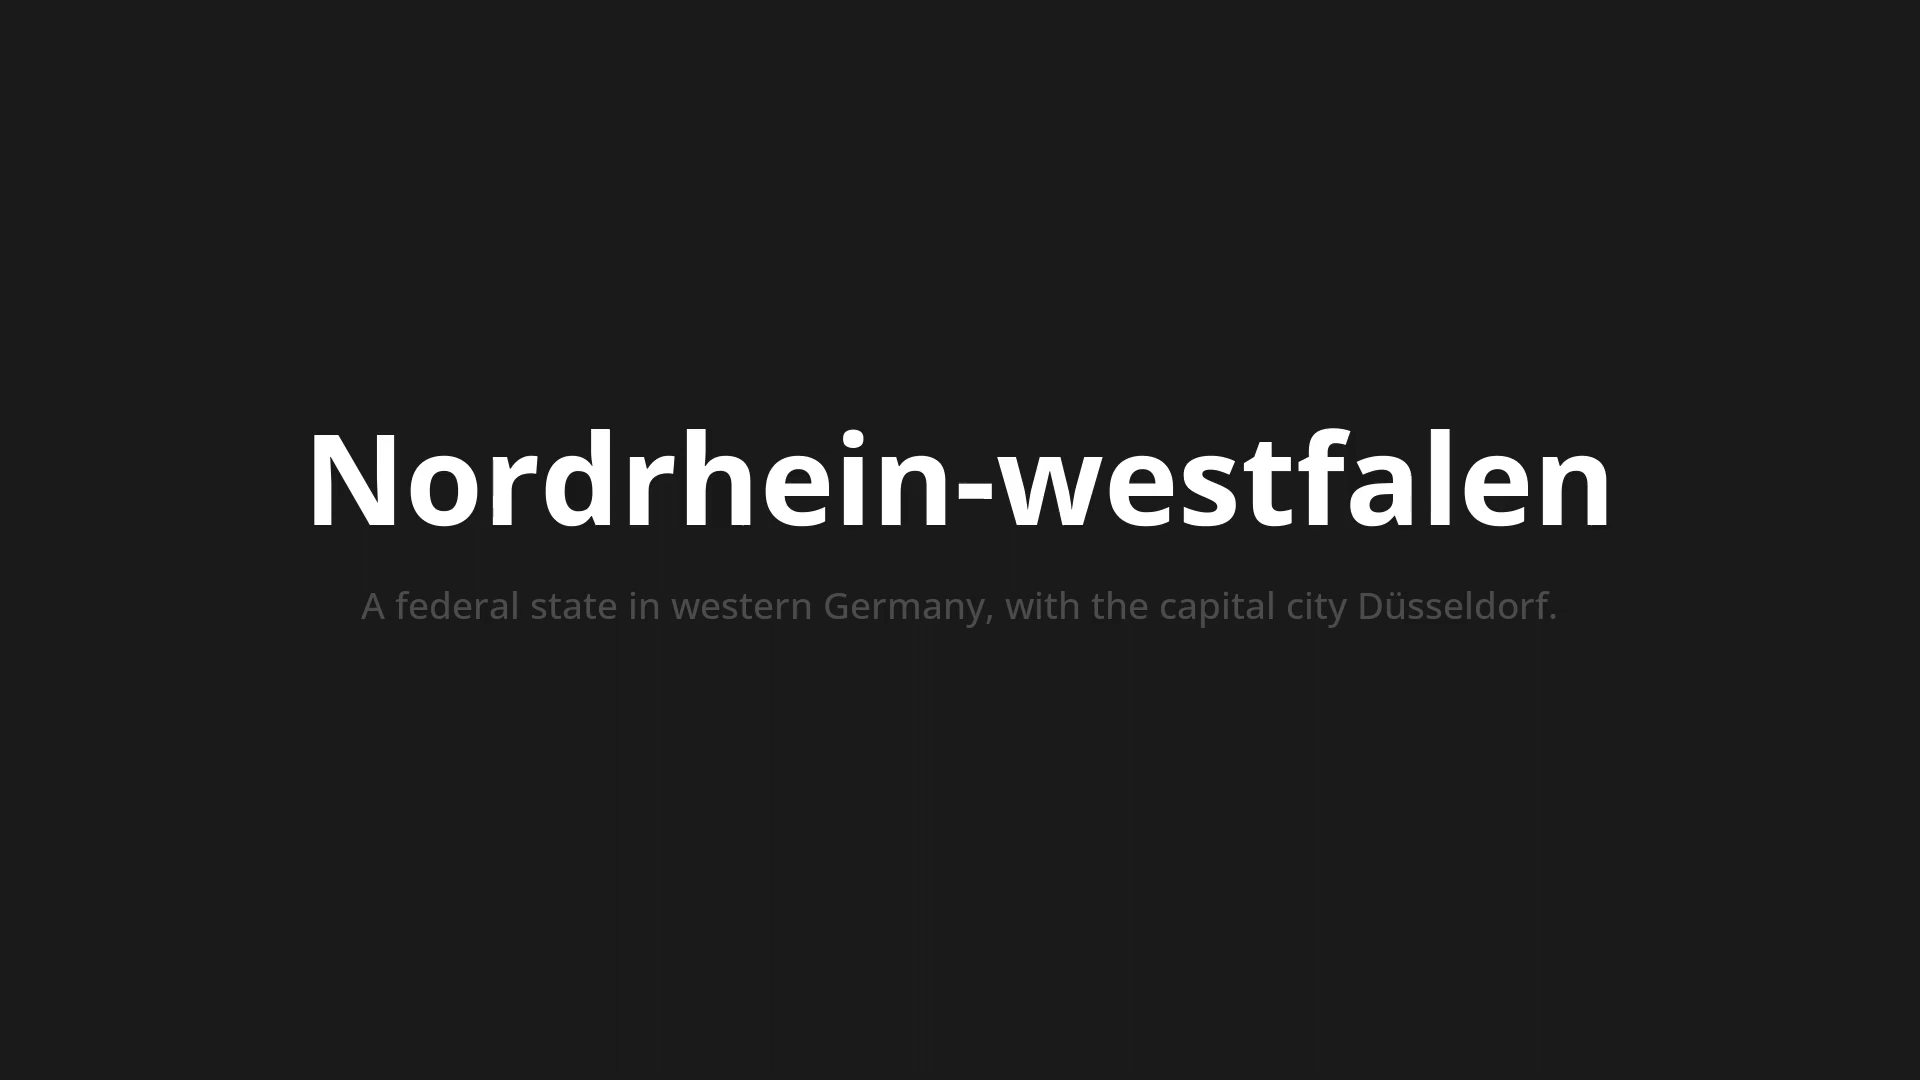 Nordrhein-westfalen
A federal state in western Germany, with the capital city Düsseldorf.